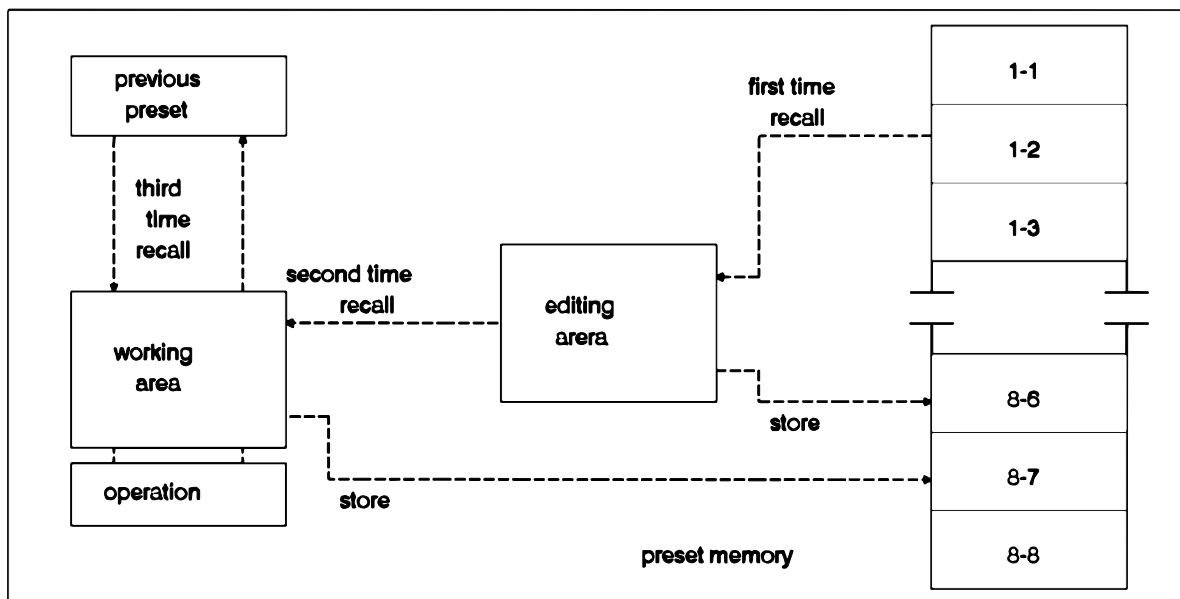 previous
preset
third
time
recall
working
area
operation
second time
recall
store
editing
arera
first time
recall
store
preset memory
1-1
1-2
1-3
8-6
8-7
8-8